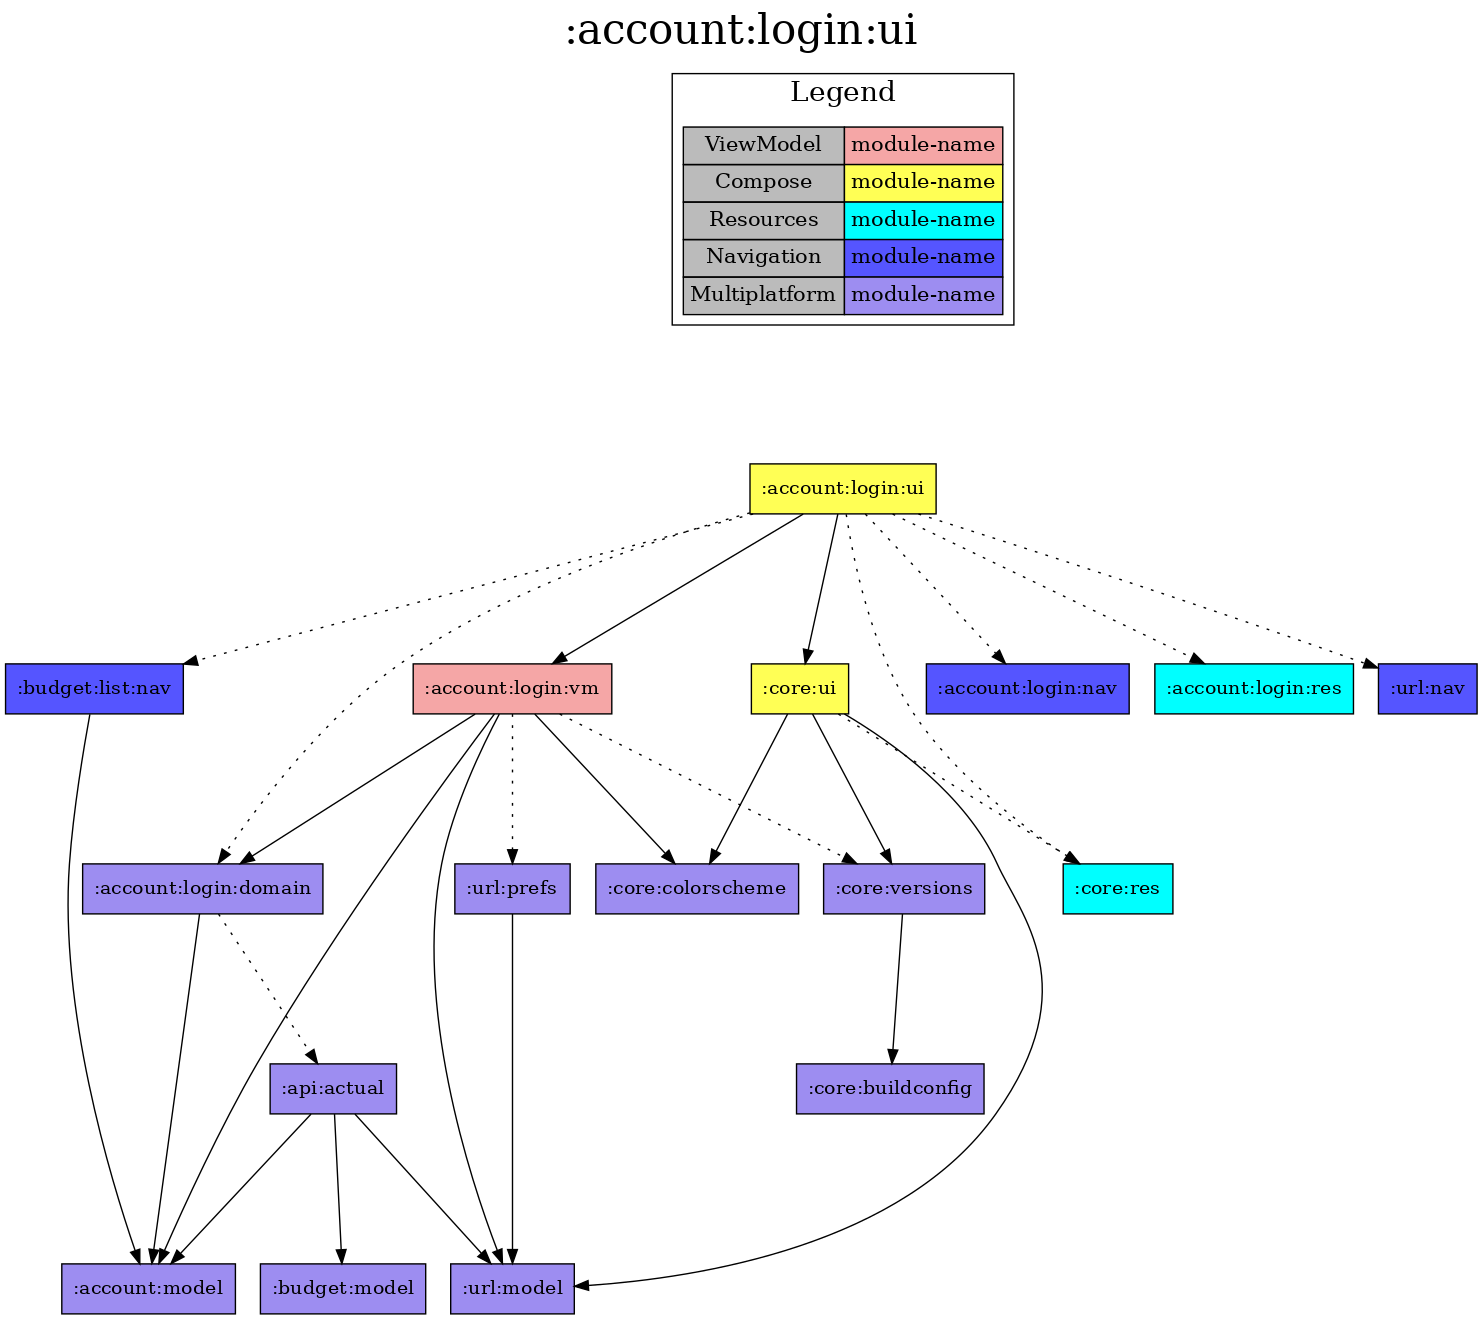 :account:login:ui
Legend
ViewModel module-name
Compose module-name
Resources module-name
Navigation module-name
Multiplatform module-name
:account:login:ui
:budget:list:nav
:account:login:vm
:core:ui
:account:login:nav
:account:login:res
:url:nav
:account:login:domain
:url:prefs
:core:colorscheme
:core:versions
:core:res
:api:actual
:core:buildconfig
:account:model
:budget:model
:url:model